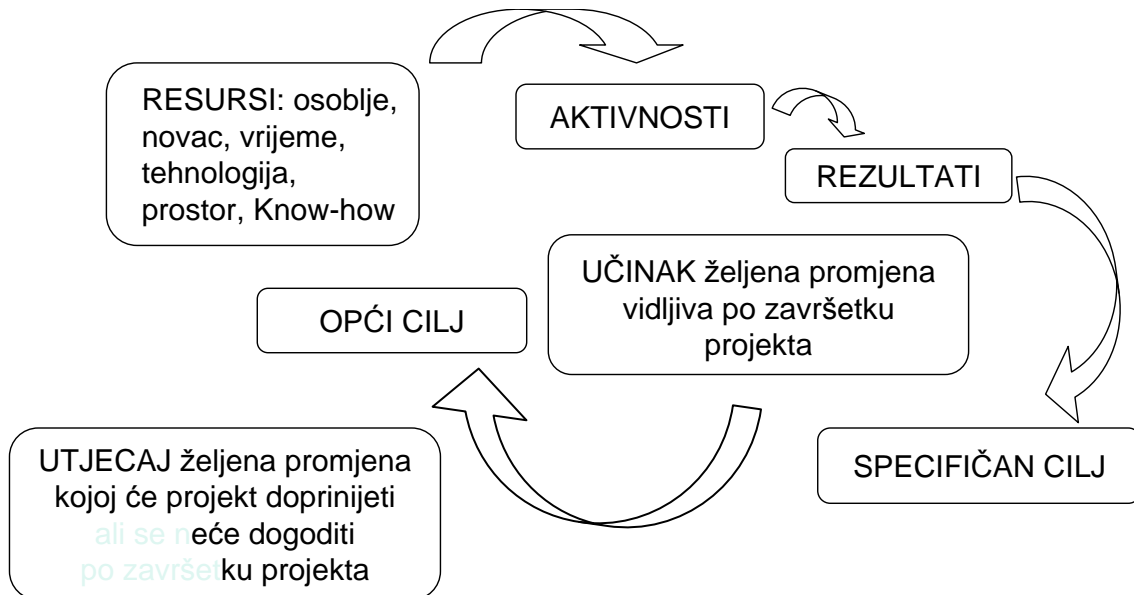 RESURSI: osoblje,
novac, vrijeme,
tehnologija,
prostor, Know-how
AKTIVNOSTI
REZULTATI
UČINAK željena promjena
vidljiva po završetku
projekta
OPĆI CILJ
SPECIFIČAN CILJ
UTJECAJ željena promjena
kojoj će projekt doprinijeti
ali se neće dogoditi
po završetku projekta